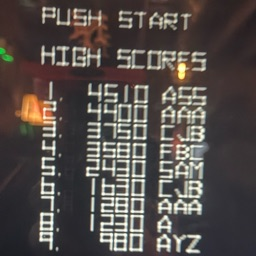 PUSH START
HIGH SCORES
1. 4510 ASS
2. 4400 AAA
3. 3750 CJB
4. 3580 FBC
5. 2430 SAM
6. 1630 CJB
7. 1280 AAA
8. 1230 A
9. 980 AYZ